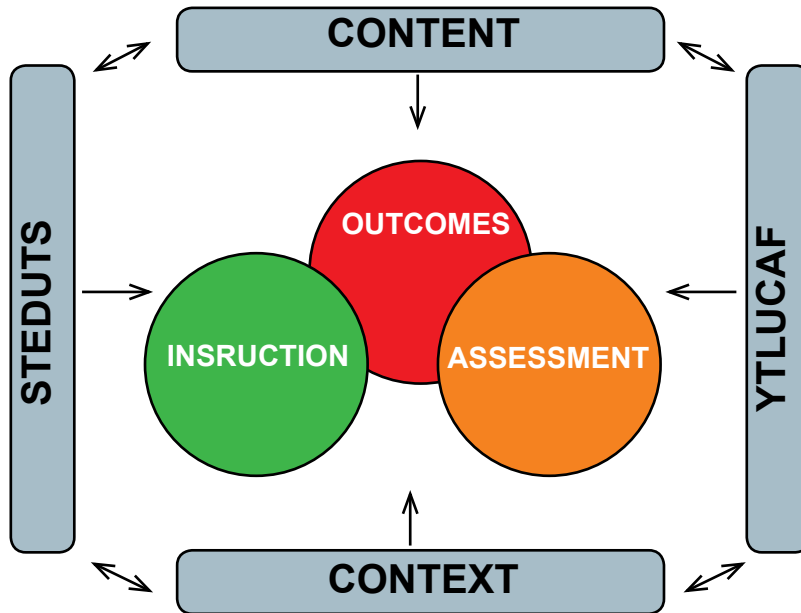 CONTENT
STEDUTS
OUTCOMES
YTLUCAF
INSRUCTION
ASSESSMENT
CONTEXT